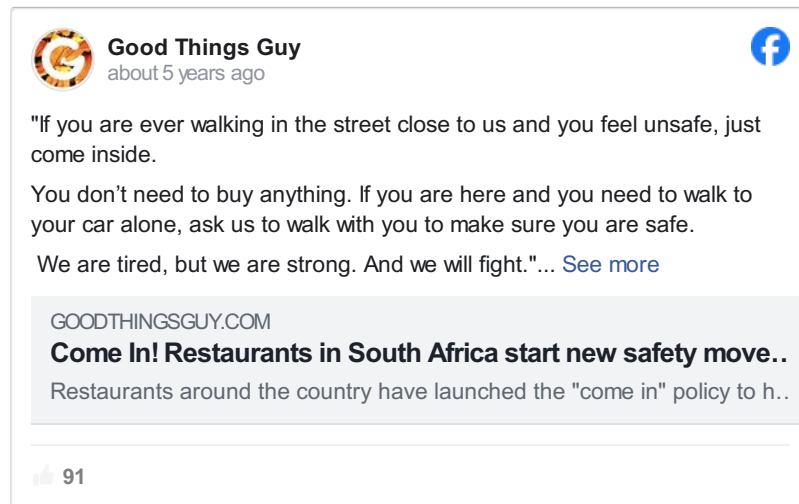 Good Things Guy
about 5 years ago
"If you are ever walking in the street close to us and you feel unsafe, just
come inside.
You don’t need to buy anything. If you are here and you need to walk to
your car alone, ask us to walk with you to make sure you are safe.
We are tired, but we are strong. And we will fight."... See more
GOODTHINGSGUY.COM
Come In! Restaurants in South Africa start new safety move..
Restaurants around the country have launched the "come in" policy to h..
91